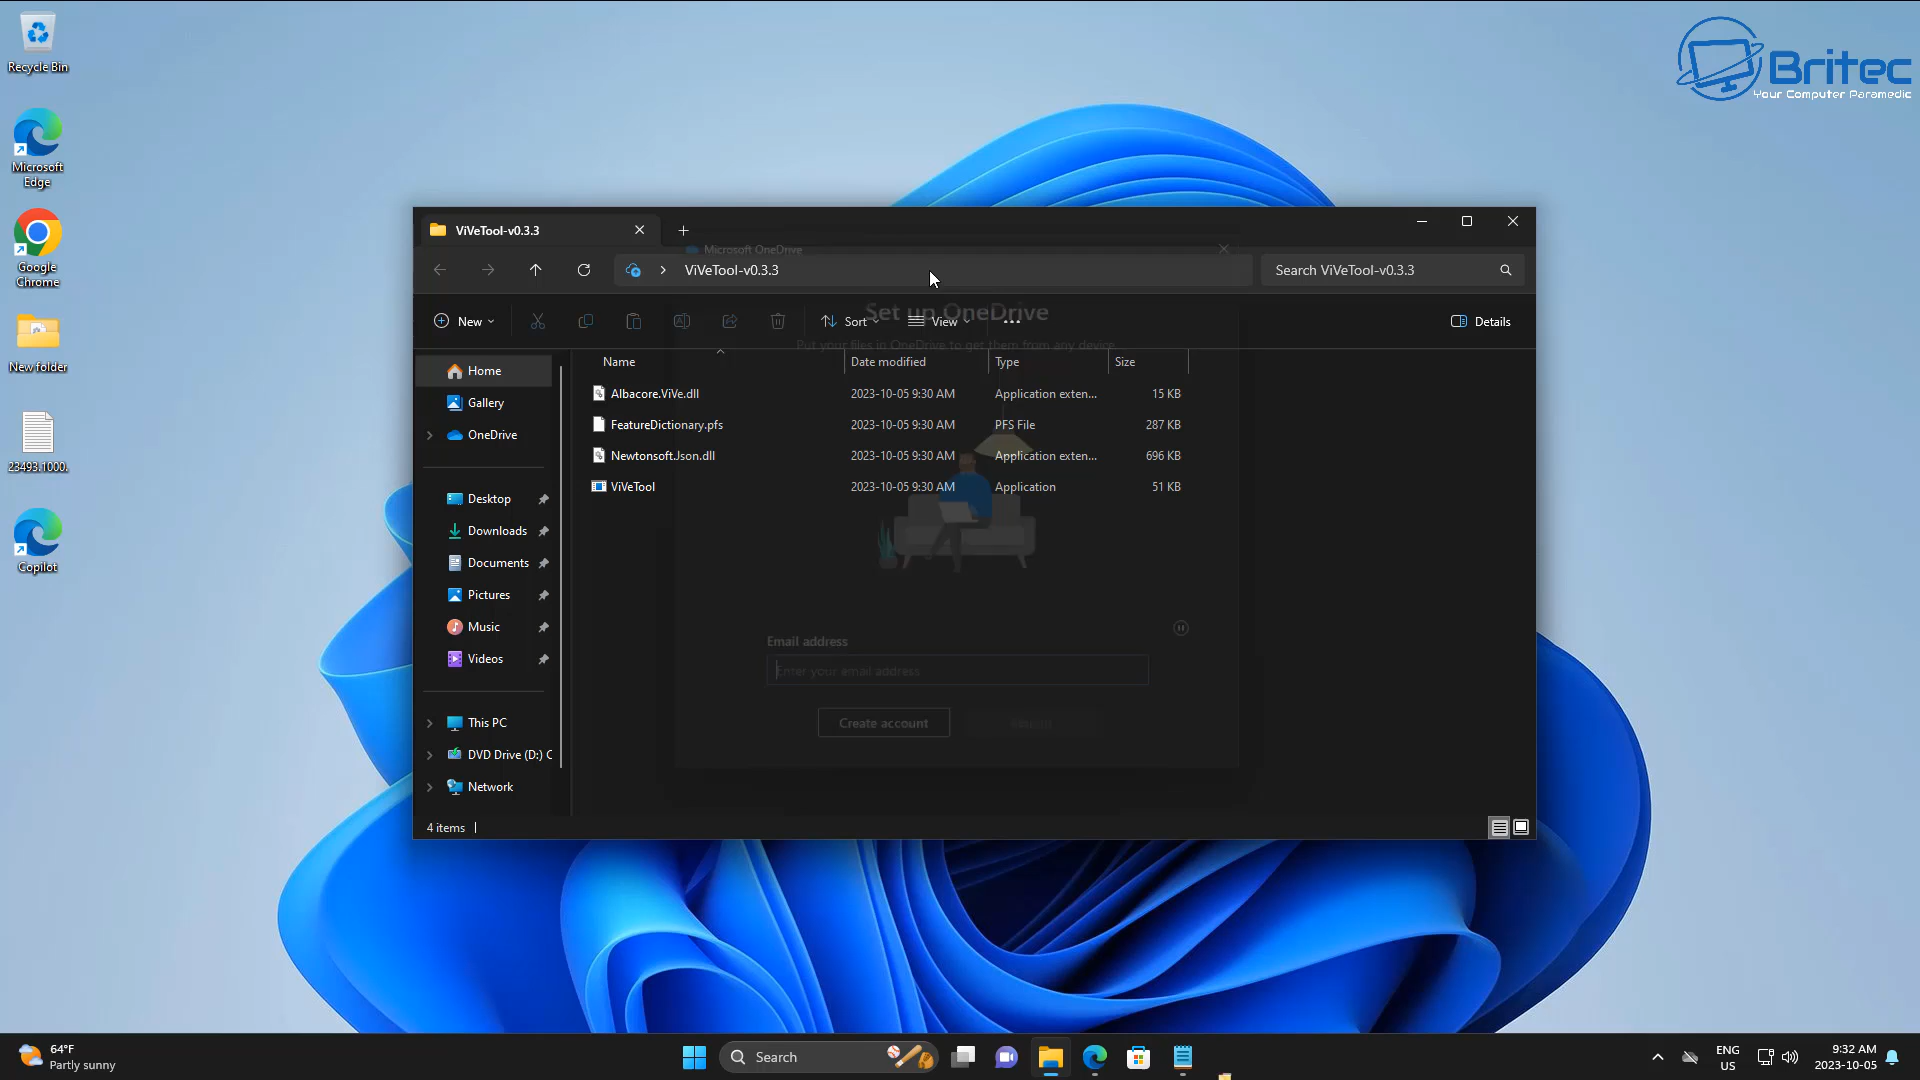 Recycle Bin
Microsoft
Edge
Google
Chrome
New folder
23493.1000.
Copilot
Britec
Your Computer Paramedic
ViVeTool-v0.3.3
Microsoft OneDrive
ViVeTool-v0.3.3
Search ViVeTool-v0.3.3
Set up OneDrive
New
Sort
View
Details
Put your files in OneDrive to get them from any device.
Name
Date modified
Type
Size
Albacore.ViVe.dll 2023-10-05 9:30 AM Application exten... 15 KB
FeatureDictionary.pfs 2023-10-05 9:30 AM PFS File 287 KB
Newtonsoft.Json.dll 2023-10-05 9:30 AM Application exten... 696 KB
ViVeTool 2023-10-05 9:30 AM Application 51 KB
Home
Gallery
OneDrive
Desktop
Downloads
Documents
Pictures
Music
Videos
This PC
DVD Drive (D:) C
Network
Email address
Enter your email address
Create account
4 items
64°F
Partly sunny
Search
ENG
US
9:32 AM
2023-10-05